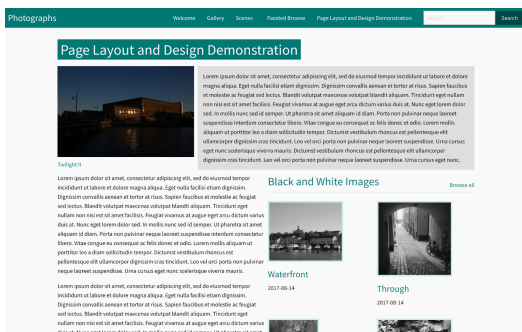 Photographs
Welcome Gallery Scenes Faceted Browse Page Layout and Design Demonstration Search Search
Page Layout and Design Demonstration
Lorem ipsum dolor sit amet, consectetur adipiscing elit, sed do eiusmod tempor incididunt ut labore et dolore
magna aliqua. Eget nulla facilisi etiam dignissim. Dignissim convallis aenean et tortor at risus. Sapien faucibus
et molestie ac feugiat sed lectus. Blandit volutpat maecenas volutpat blandit aliquam. Tincidunt eget nullam
non nisi est sit amet facilisis. Feugiat vivamus at augue eget arcu dictum varius duis at. Nunc eget lorem dolor
sed. In mollis nunc sed id semper. Ut pharetra sit amet aliquam id diam. Porta non pulvinar neque laoreet
suspendisse interdum consectetur libero. Vitae congue eu consequat ac felis donec et odio. Lorem mollis
aliquam ut porttitor leo a diam sollicitudin tempor. Dictumst vestibulum rhoncus est pellentesque elit
eget nunc scelerisque viverra mauris. Dictumst vestibulum rhoncus est pellentesque elit ullamcorper
dignissim cras tincidunt. Leo vel orci porta non pulvinar neque laoreet suspendisse. Urna cursus eget nunc.
Twilight II
Lorem ipsum dolor sit amet, consectetur adipiscing elit, sed do eiusmod tempor
incididunt ut labore et dolore magna aliqua. Eget nulla facilisi etiam dignissim.
Dignissim convallis aenean et tortor at risus. Sapien faucibus et molestie ac feugiat
sed lectus. Blandit volutpat maecenas volutpat blandit aliquam. Tincidunt eget
nullam non nisi est sit amet facilisis. Feugiat vivamus at augue eget arcu dictum varius
duis at. Nunc eget lorem dolor sed. In mollis nunc sed id semper. Ut pharetra sit amet
aliquam id diam. Porta non pulvinar neque laoreet suspendisse interdum consectetur
libero. Vitae congue eu consequat ac felis donec et odio. Lorem mollis aliquam ut
porttitor leo a diam sollicitudin tempor. Dictumst vestibulum rhoncus est
pellentesque elit ullamcorper dignissim cras tincidunt. Leo vel orci porta non pulvinar
neque laoreet suspendisse. Urna cursus eget nunc scelerisque viverra mauris.
Lorem ipsum dolor sit amet, consectetur adipiscing elit, sed do eiusmod tempor
incididunt ut labore et dolore magna aliqua. Eget nulla facilisi etiam dignissim.
Dignissim convallis aenean et tortor at risus. Sapien faucibus et molestie ac feugiat
sed lectus. Blandit volutpat maecenas volutpat blandit aliquam. Tincidunt eget
nullam non nisi est sit amet facilisis. Feugiat vivamus at augue eget arcu dictum varius
Black and White Images
Browse all
Waterfront
2017-08-14
Through
2017-08-14